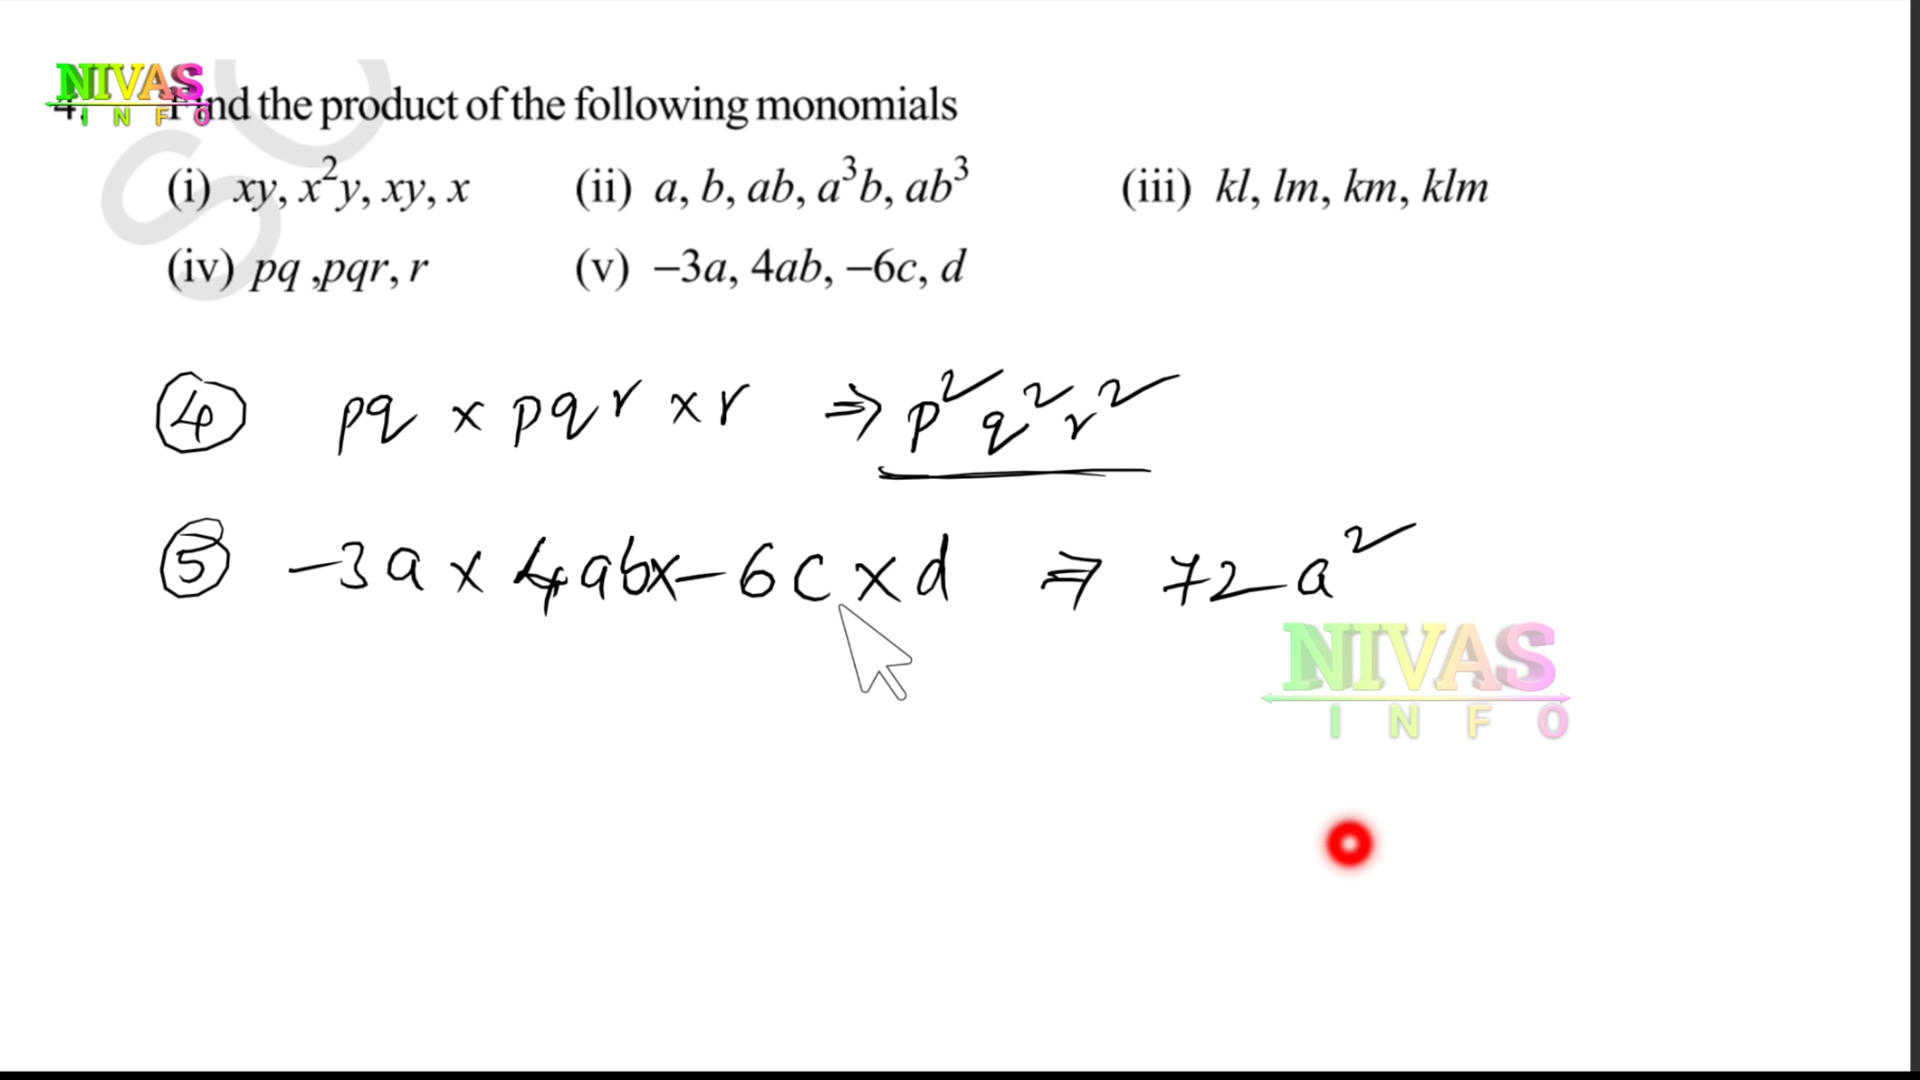 NIVAS
INFO
4. Find the product of the following monomials
(i) xy, x²y, xy, x (ii) a, b, ab, a³b, ab³ (iii) kl, lm, km, klm
(iv) pq ,pqr, r (v) –3a, 4ab, –6c, d
④ pq × pqr × r ⇒ p²q²r²
⑤ –3a × 4ab × –6c × d ⇒ 72a²
NIVAS
INFO